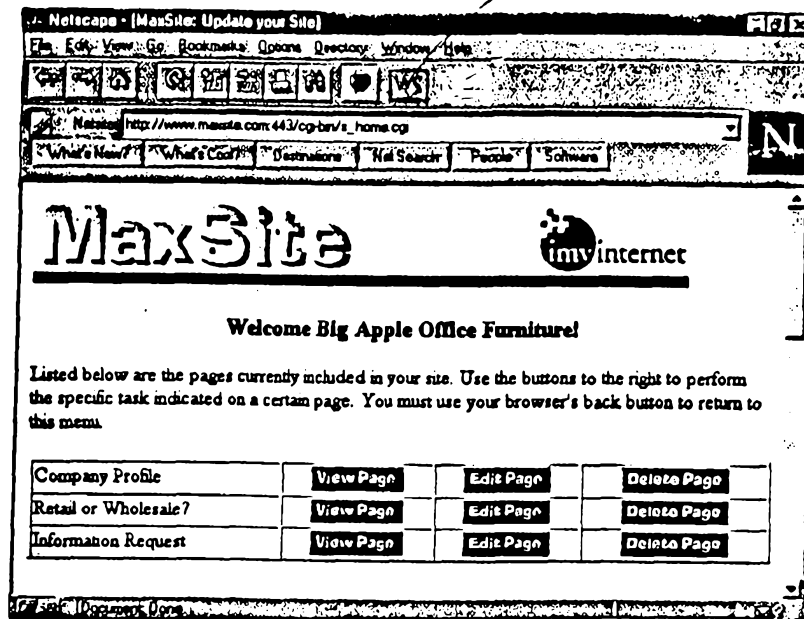 Netscape - [MaxSite: Update your Site]
File Edit View Go Bookmarks Options Directory Window Help
http://www.maxsite.com:443/cgi-bin/s_home.cgi
What's New? What's Cool? Destinations Net Search People Software
N
MaxSite imv internet
Welcome Big Apple Office Furniture!
Listed below are the pages currently included in your site. Use the buttons to the right to perform
the specific task indicated on a certain page. You must use your browser's back button to return to
this menu.
Company Profile View Page Edit Page Delete Page
Retail or Wholesale? View Page Edit Page Delete Page
Information Request View Page Edit Page Delete Page
Document Done